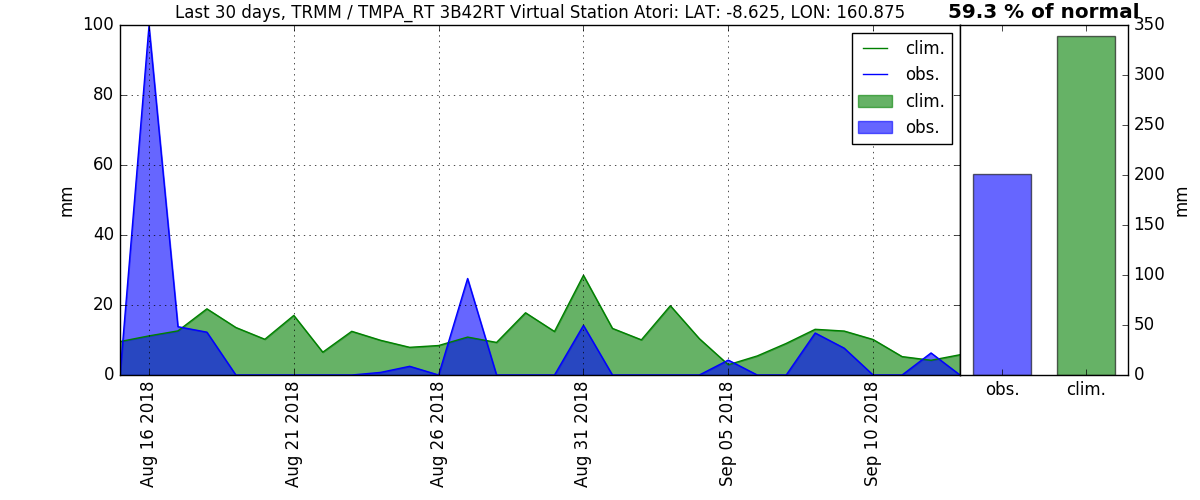 Last 30 days, TRMM / TMPA_RT 3B42RT Virtual Station Atori: LAT: -8.625, LON: 160.875
59.3 % of normal
clim.
obs.
clim.
obs.
mm
100
80
60
40
20
0
Aug 16 2018
Aug 21 2018
Aug 26 2018
Aug 31 2018
Sep 05 2018
Sep 10 2018
350
300
250
200
150
100
50
0
mm
obs.
clim.